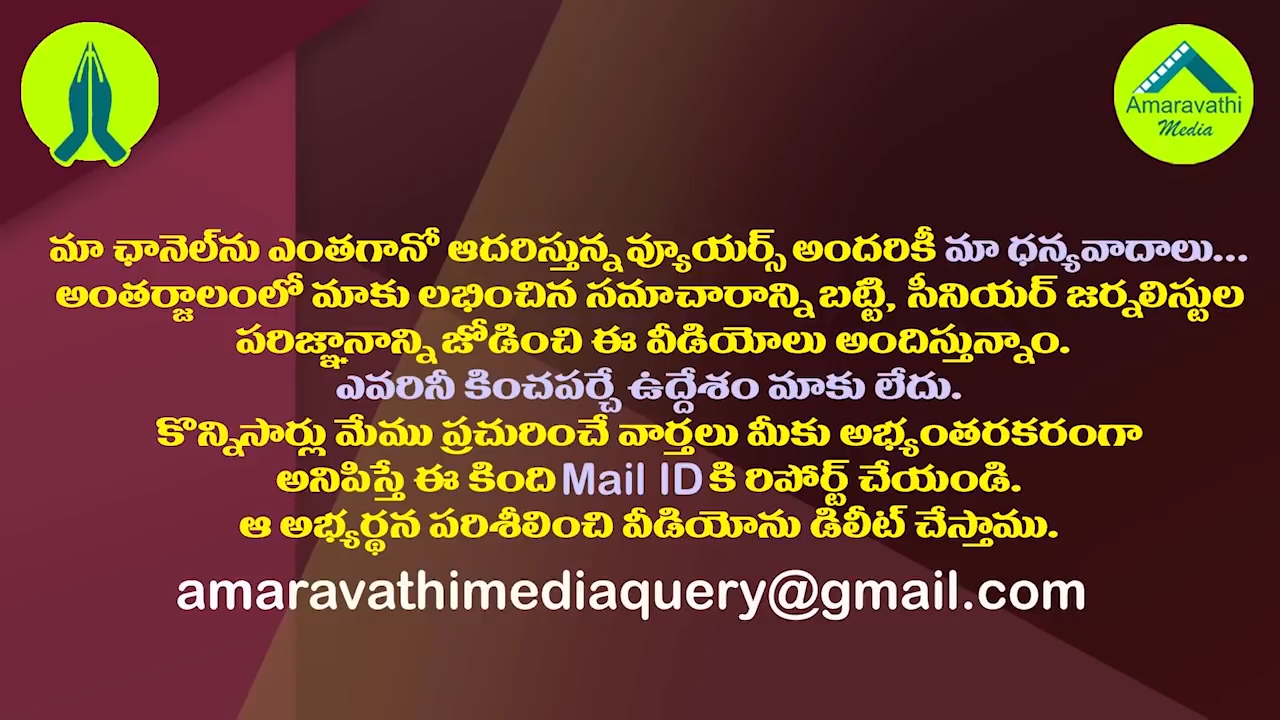 Amaravathi
Media
మా ఛానెల్‌ను ఎంతగానో ఆదరిస్తున్న వ్యూయర్స్ అందరికీ మా ధన్యవాదాలు...
అంతర్జాలంలో మాకు లభించిన సమాచారాన్ని బట్టి, సీనియర్ జర్నలిస్టుల
పరిజ్ఞానాన్ని జోడించి ఈ వీడియోలు అందిస్తున్నాం.
ఎవరినీ కించపర్చే ఉద్దేశం మాకు లేదు.
కొన్నిసార్లు మేము ప్రచురించే వార్తలు మీకు అభ్యంతరకరంగా
అనిపిస్తే ఈ కింది Mail ID కి రిపోర్ట్ చేయండి.
ఆ అభ్యర్థన పరిశీలించి వీడియోను డిలీట్ చేస్తాము.
amaravathimediaquery@gmail.com